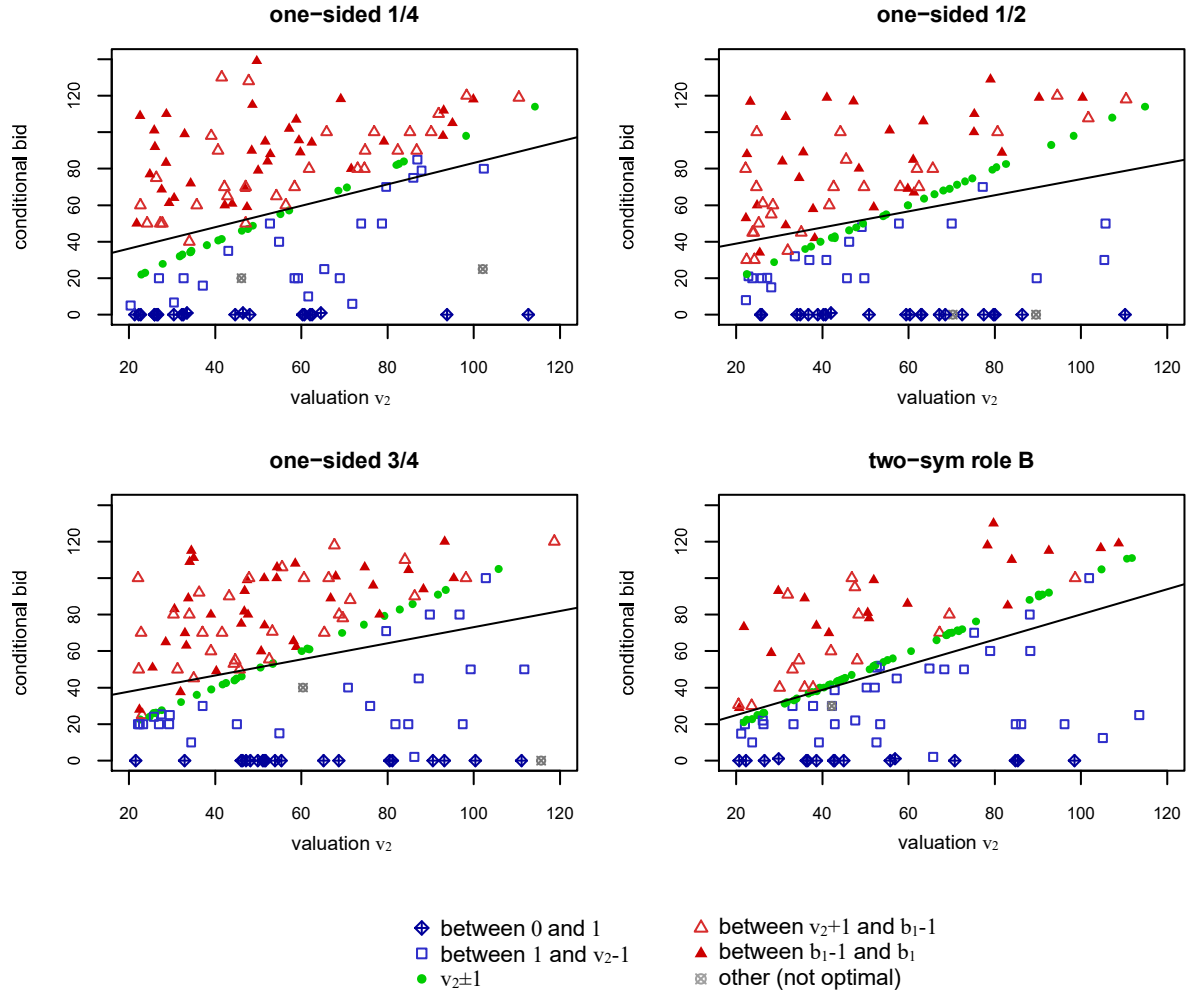 one−sided 1/4
conditional bid
0 20 40 60 80 120
20 40 60 80 100 120
valuation v₂
one−sided 1/2
conditional bid
0 20 40 60 80 120
20 40 60 80 100 120
valuation v₂
one−sided 3/4
conditional bid
0 20 40 60 80 120
20 40 60 80 100 120
valuation v₂
two−sym role B
conditional bid
0 20 40 60 80 120
20 40 60 80 100 120
valuation v₂
between 0 and 1
between 1 and v₂-1
v₂±1
between v₂+1 and b₁-1
between b₁-1 and b₁
other (not optimal)